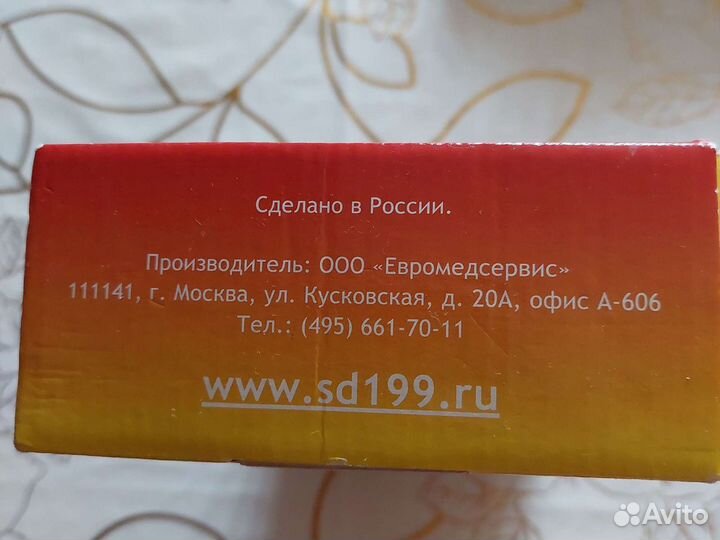 Сделано в России.
Производитель: ООО «Евромедсервис»
111141, г. Москва, ул. Кусковская, д. 20А, офис А-606
Тел.: (495) 661-70-11
www.sd199.ru
Avito